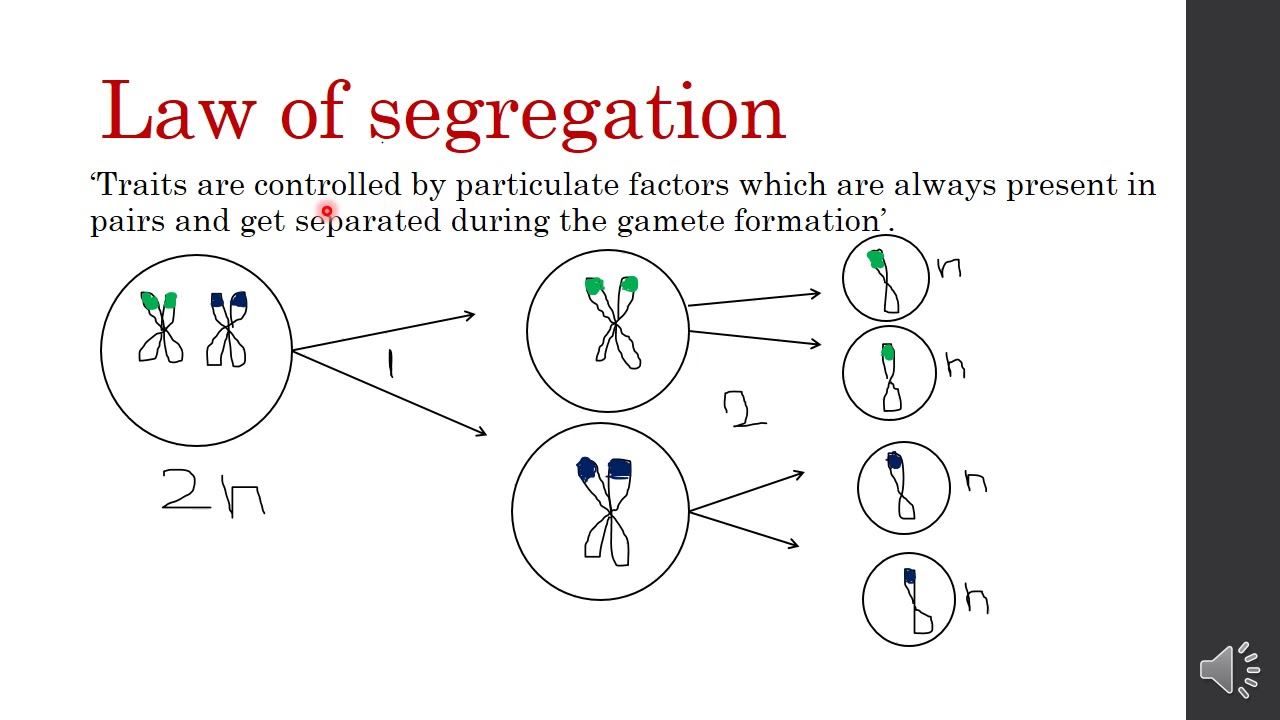 Law of segregation
‘Traits are controlled by particulate factors which are always present in
pairs and get separated during the gamete formation’.
n
1
n
2
2n
n
n